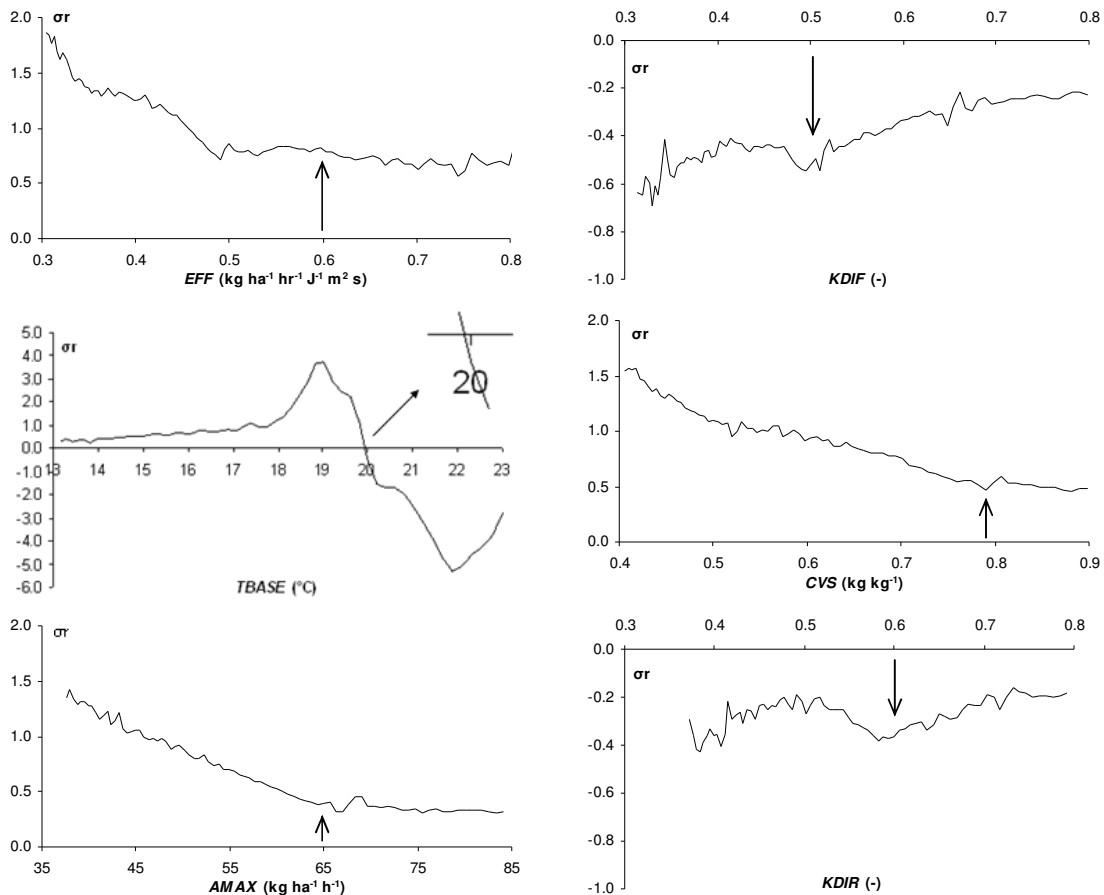 2.0
σr
1.5
1.0
0.5
0.0
0.3 0.4 0.5 0.6 0.7 0.8
EFF (kg ha⁻¹ hr⁻¹ J⁻¹ m² s)
0.3 0.4 0.5 0.6 0.7 0.8
0.0
σr
-0.2
-0.4
-0.6
-0.8
-1.0
KDIF (-)
5.0
σr
4.0
3.0
2.0
1.0
0.0
13 14 15 16 17 18 19 20 21 22 23
-1.0
-2.0
-3.0
-4.0
-5.0
-6.0
20
TBASE (°C)
2.0
σr
1.5
1.0
0.5
0.0
0.4 0.5 0.6 0.7 0.8 0.9
CVS (kg kg⁻¹)
2.0
σr
1.5
1.0
0.5
0.0
35 45 55 65 75 85
AMAX (kg ha⁻¹ h⁻¹)
0.3 0.4 0.5 0.6 0.7 0.8
0.0
σr
-0.2
-0.4
-0.6
-0.8
-1.0
KDIR (-)